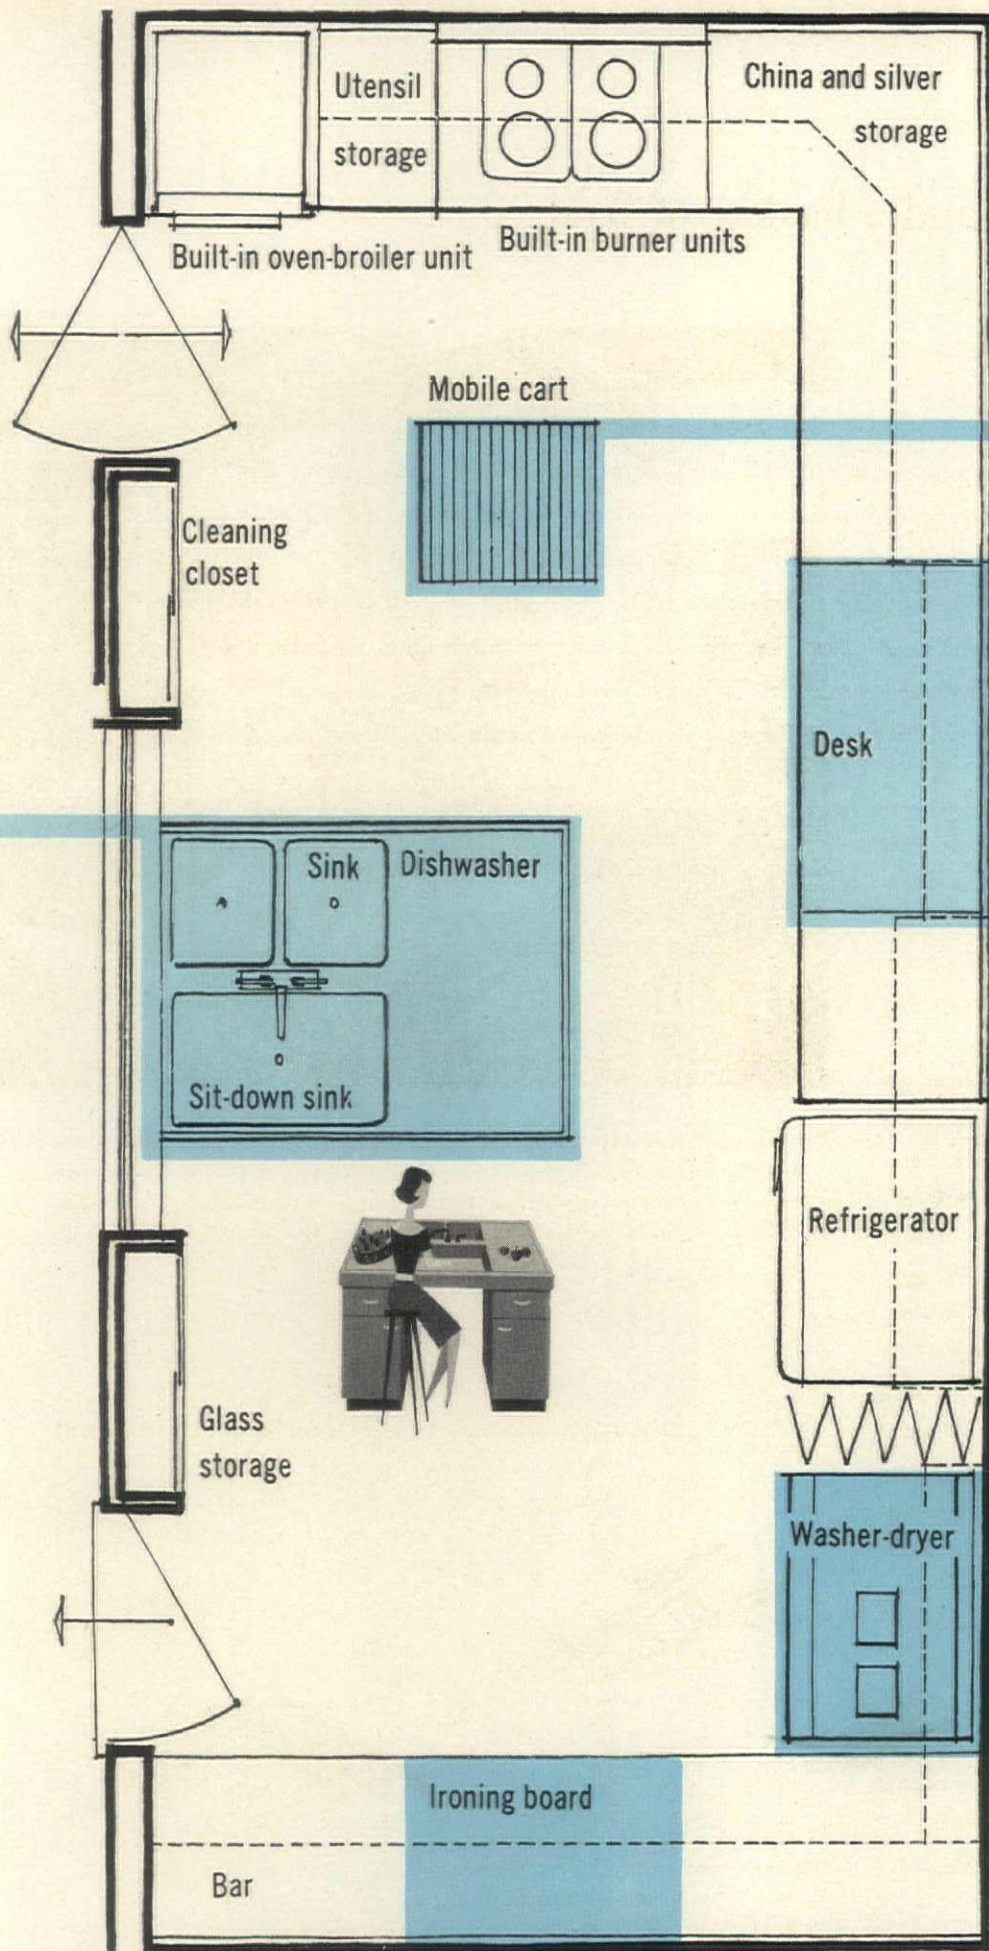 Utensil
storage
China and silver
storage
Built-in oven-broiler unit
Built-in burner units
Mobile cart
Cleaning
closet
Desk
Sink
Dishwasher
Sit-down sink
Refrigerator
Glass
storage
Washer-dryer
Ironing board
Bar